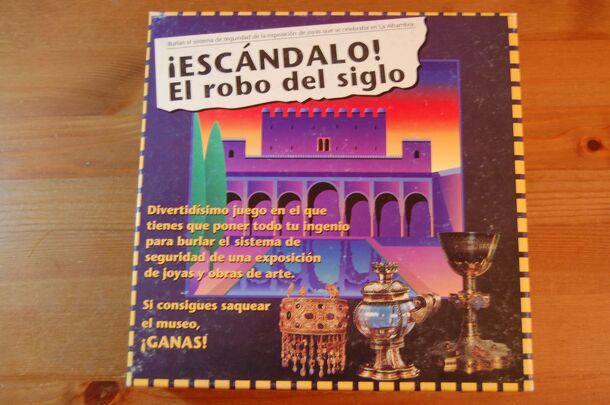 Burlan el sistema de seguridad de la exposición de joyas que se celebraba en La Alhambra.
¡ESCÁNDALO!
El robo del siglo
Divertidísimo juego en el que
tienes que poner todo tu ingenio
para burlar el sistema de
seguridad de una exposición
de joyas y obras de arte.
Si consigues saquear
el museo,
¡GANAS!